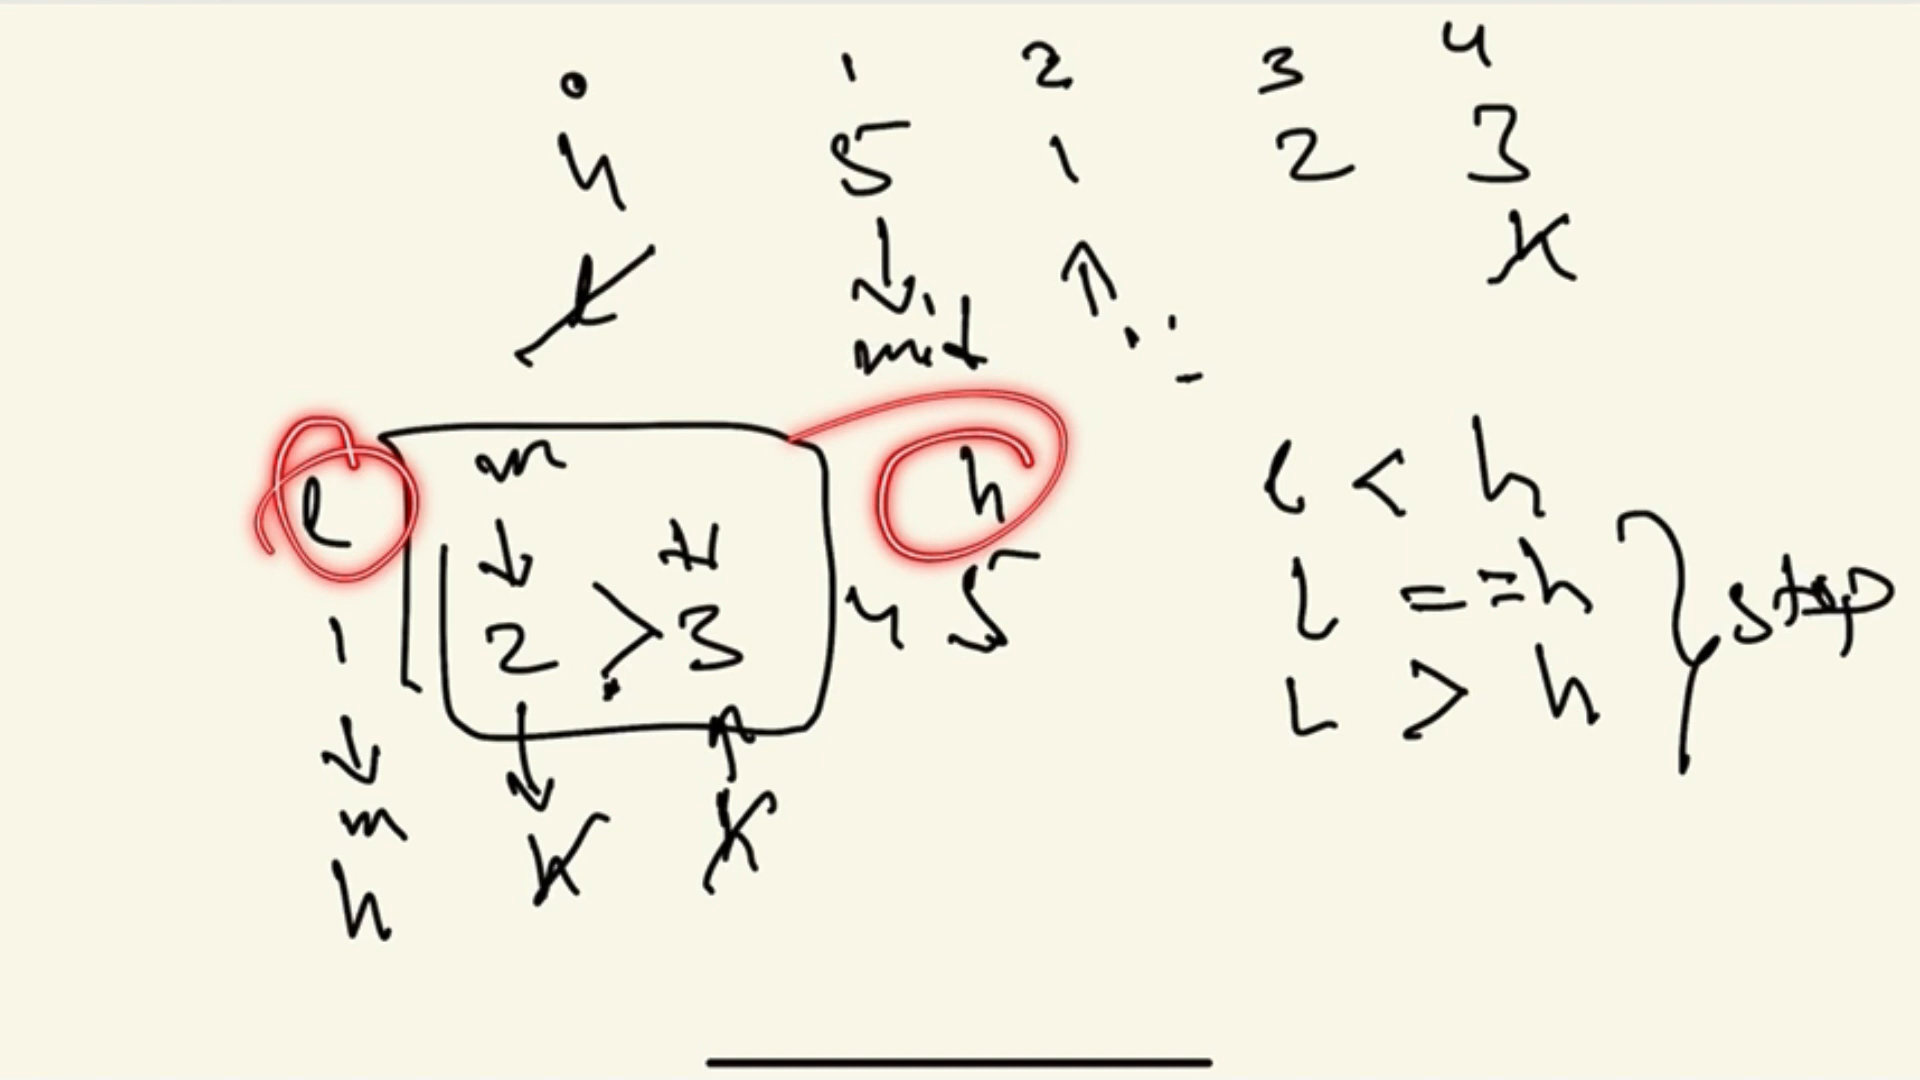 0 1 2 3 4
4 5 1 2 3
mid
m
l h l < h
1 2 > 3 4 5 l == h stop
l > h
m
h